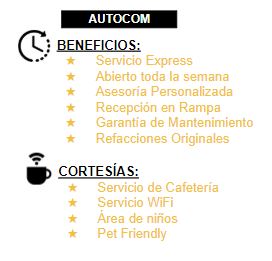 AUTOCOM
BENEFICIOS:
★ Servicio Express
★ Abierto toda la semana
★ Asesoría Personalizada
★ Recepción en Rampa
★ Garantía de Mantenimiento
★ Refacciones Originales
CORTESÍAS:
★ Servicio de Cafetería
★ Servicio WiFi
★ Área de niños
★ Pet Friendly